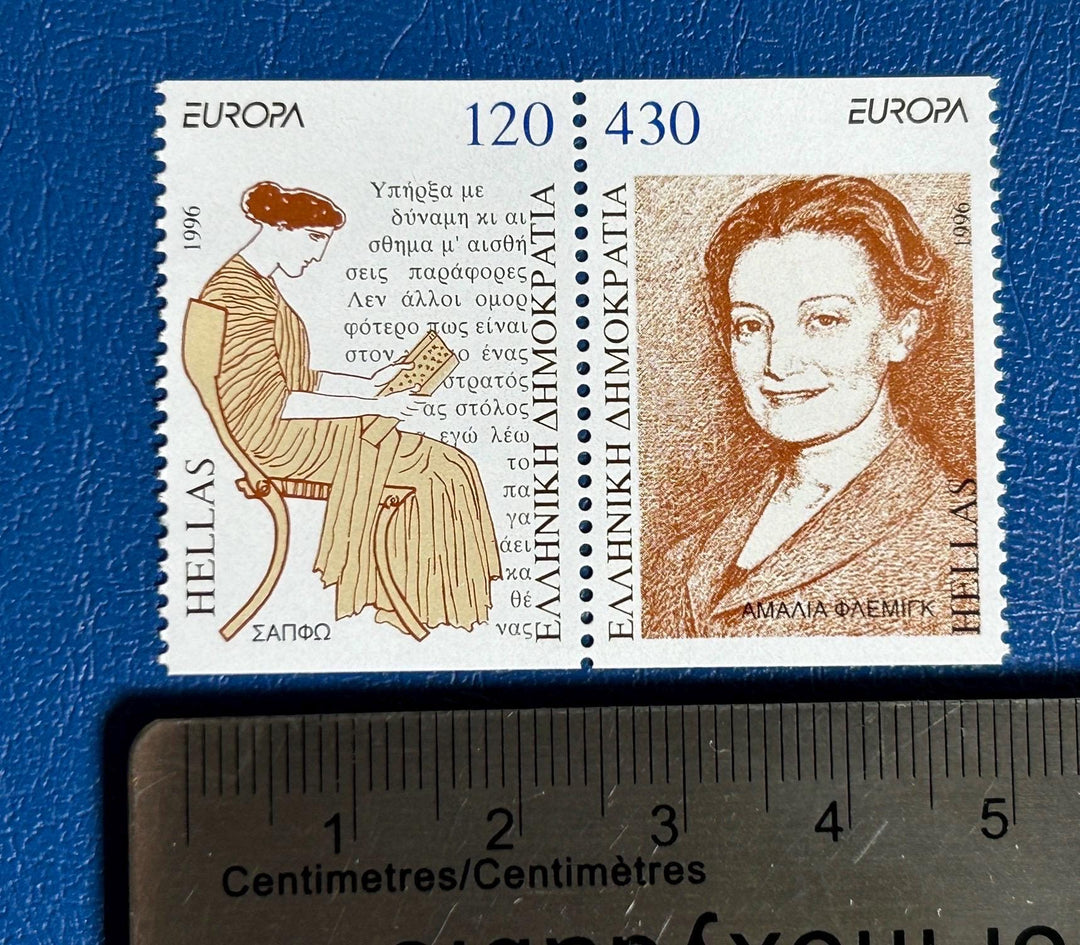 EUROPA
120
1996
Υπήρξα με
δύναμη κι αι
σθημα μ' αισθή
σεις παράφορες
Λεν άλλοι ομορ
φότερο πως είναι
στον ο ένας
στρατός
ας στόλος
εγώ λέω
το
πα
γα
άει
κα
θέ
νας
ΕΛΛΗΝΙΚΗ ΔΗΜΟΚΡΑΤΙΑ
HELLAS
ΣΑΠΦΩ
430
EUROPA
1996
ΕΛΛΗΝΙΚΗ ΔΗΜΟΚΡΑΤΙΑ
HELLAS
ΑΜΑΛΙΑ ΦΛΕΜΙΓΚ
1 2 3 4 5
Centimetres/Centimètres